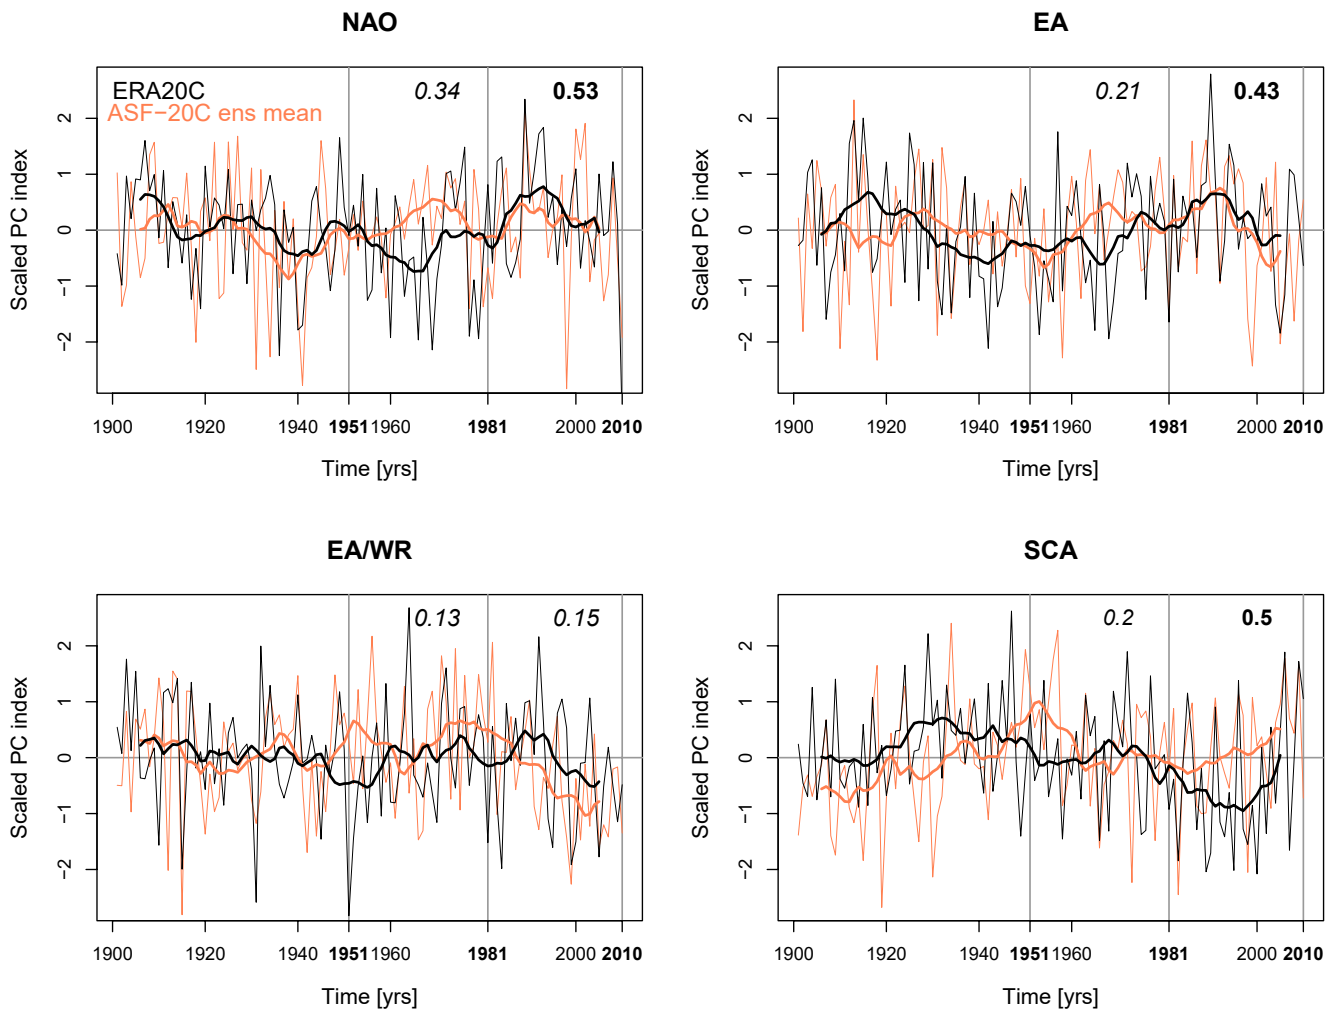 NAO
ERA20C
ASF−20C ens mean
0.34
0.53
Scaled PC index
2
1
0
−1
−2
1900 1920 1940 1951 1960 1981 2000 2010
Time [yrs]
EA
0.21
0.43
Scaled PC index
2
1
0
−1
−2
1900 1920 1940 1951 1960 1981 2000 2010
Time [yrs]
EA/WR
0.13
0.15
Scaled PC index
2
1
0
−1
−2
1900 1920 1940 1951 1960 1981 2000 2010
Time [yrs]
SCA
0.2
0.5
Scaled PC index
2
1
0
−1
−2
1900 1920 1940 1951 1960 1981 2000 2010
Time [yrs]